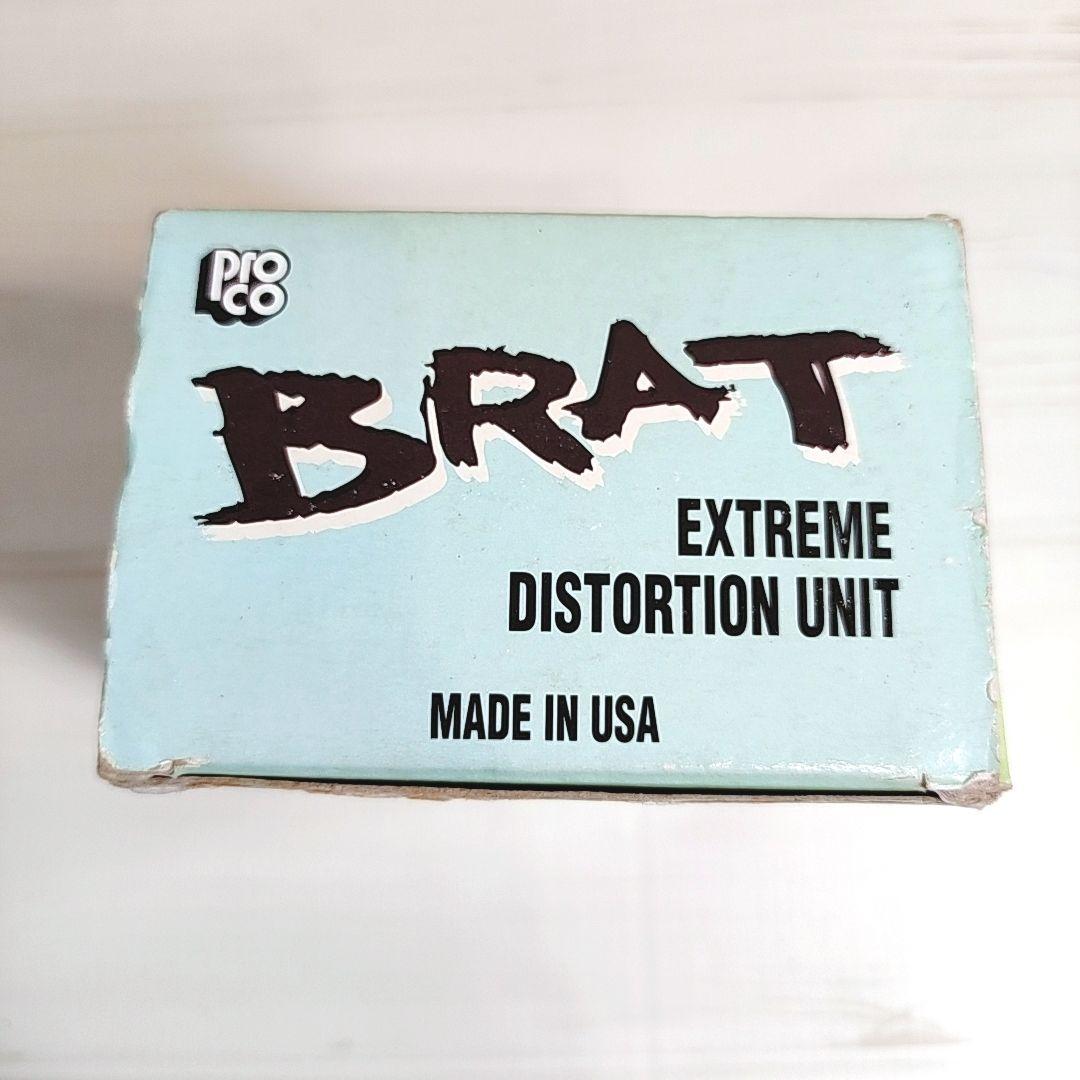 pro
co
BRAT
EXTREME
DISTORTION UNIT
MADE IN USA